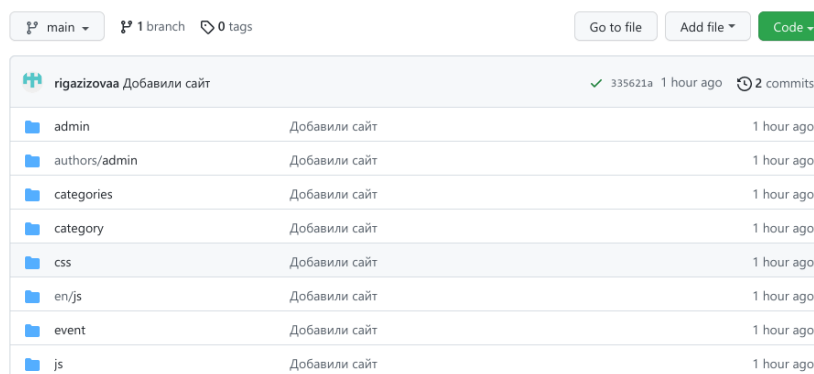 main 1 branch 0 tags Go to file Add file Code
rigazizovaa Добавили сайт 335621a 1 hour ago 2 commits
admin Добавили сайт 1 hour ago
authors/admin Добавили сайт 1 hour ago
categories Добавили сайт 1 hour ago
category Добавили сайт 1 hour ago
css Добавили сайт 1 hour ago
en/js Добавили сайт 1 hour ago
event Добавили сайт 1 hour ago
js Добавили сайт 1 hour ago